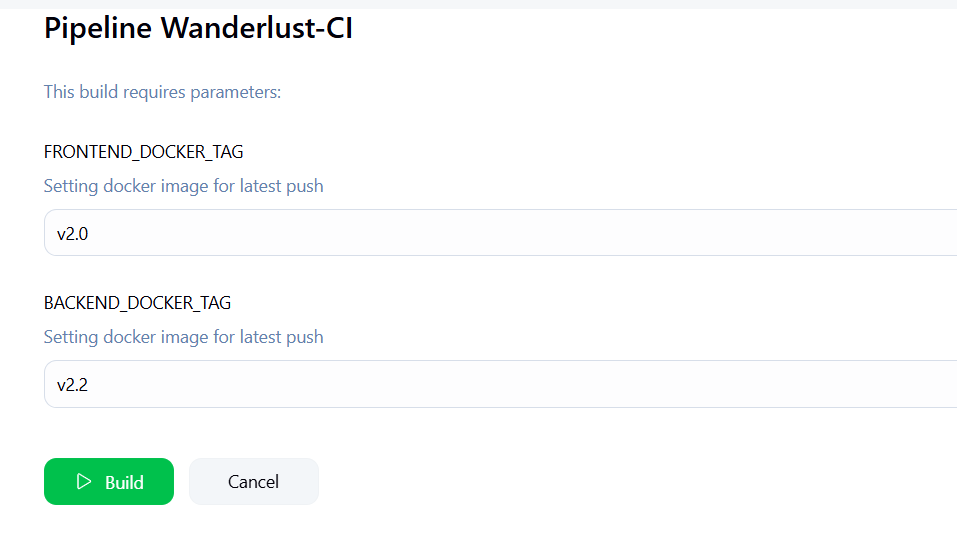 Pipeline Wanderlust-CI
This build requires parameters:
FRONTEND_DOCKER_TAG
Setting docker image for latest push
v2.0
BACKEND_DOCKER_TAG
Setting docker image for latest push
v2.2
Build
Cancel